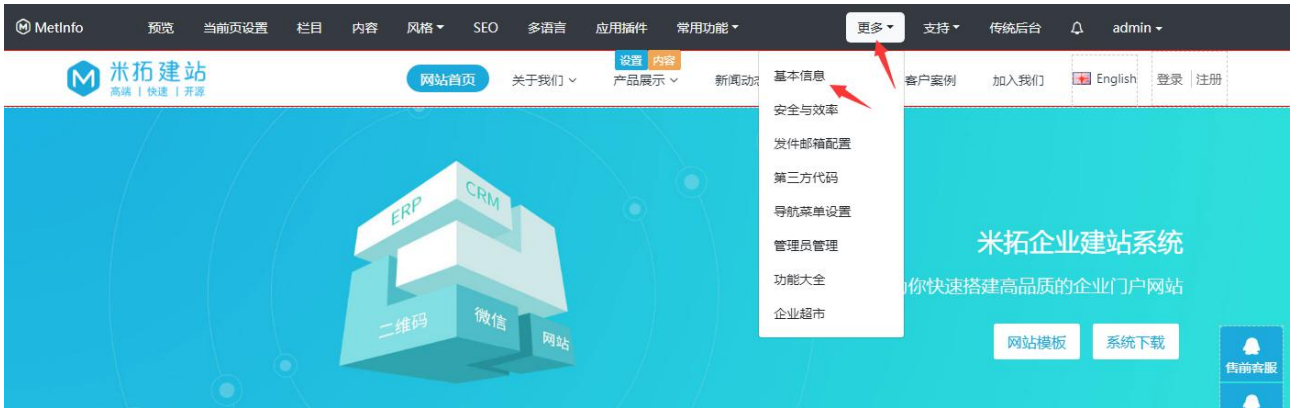 MetInfo 预览 当前页设置 栏目 内容 风格 SEO 多语言 应用插件 常用功能 更多 支持 传统后台 admin
设置 内容
M 米拓建站
高端 | 快速 | 开源
网站首页 关于我们 产品展示 新闻动 客户案例 加入我们 English 登录 | 注册
基本信息
安全与效率
发件邮箱配置
第三方代码
导航菜单设置
管理员管理
功能大全
企业超市
ERP
CRM
二维码
微信
网站
米拓企业建站系统
你快速搭建高品质的企业门户网站
网站模板 系统下载
售前客服